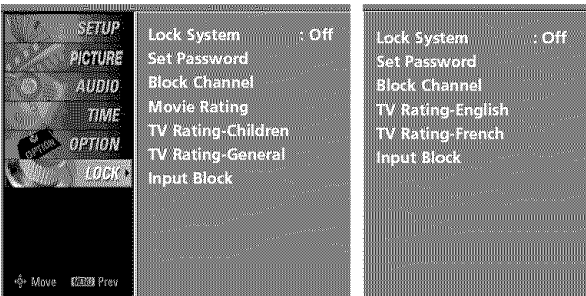 SETUP
PICTURE
AUDIO
TIME
OPTION
OPTION
LOCK
Move MENU Prev
Lock System : Off
Set Password
Block Channel
Movie Rating
TV Rating-Children
TV Rating-General
Input Block
Lock System : Off
Set Password
Block Channel
TV Rating-English
TV Rating-French
Input Block